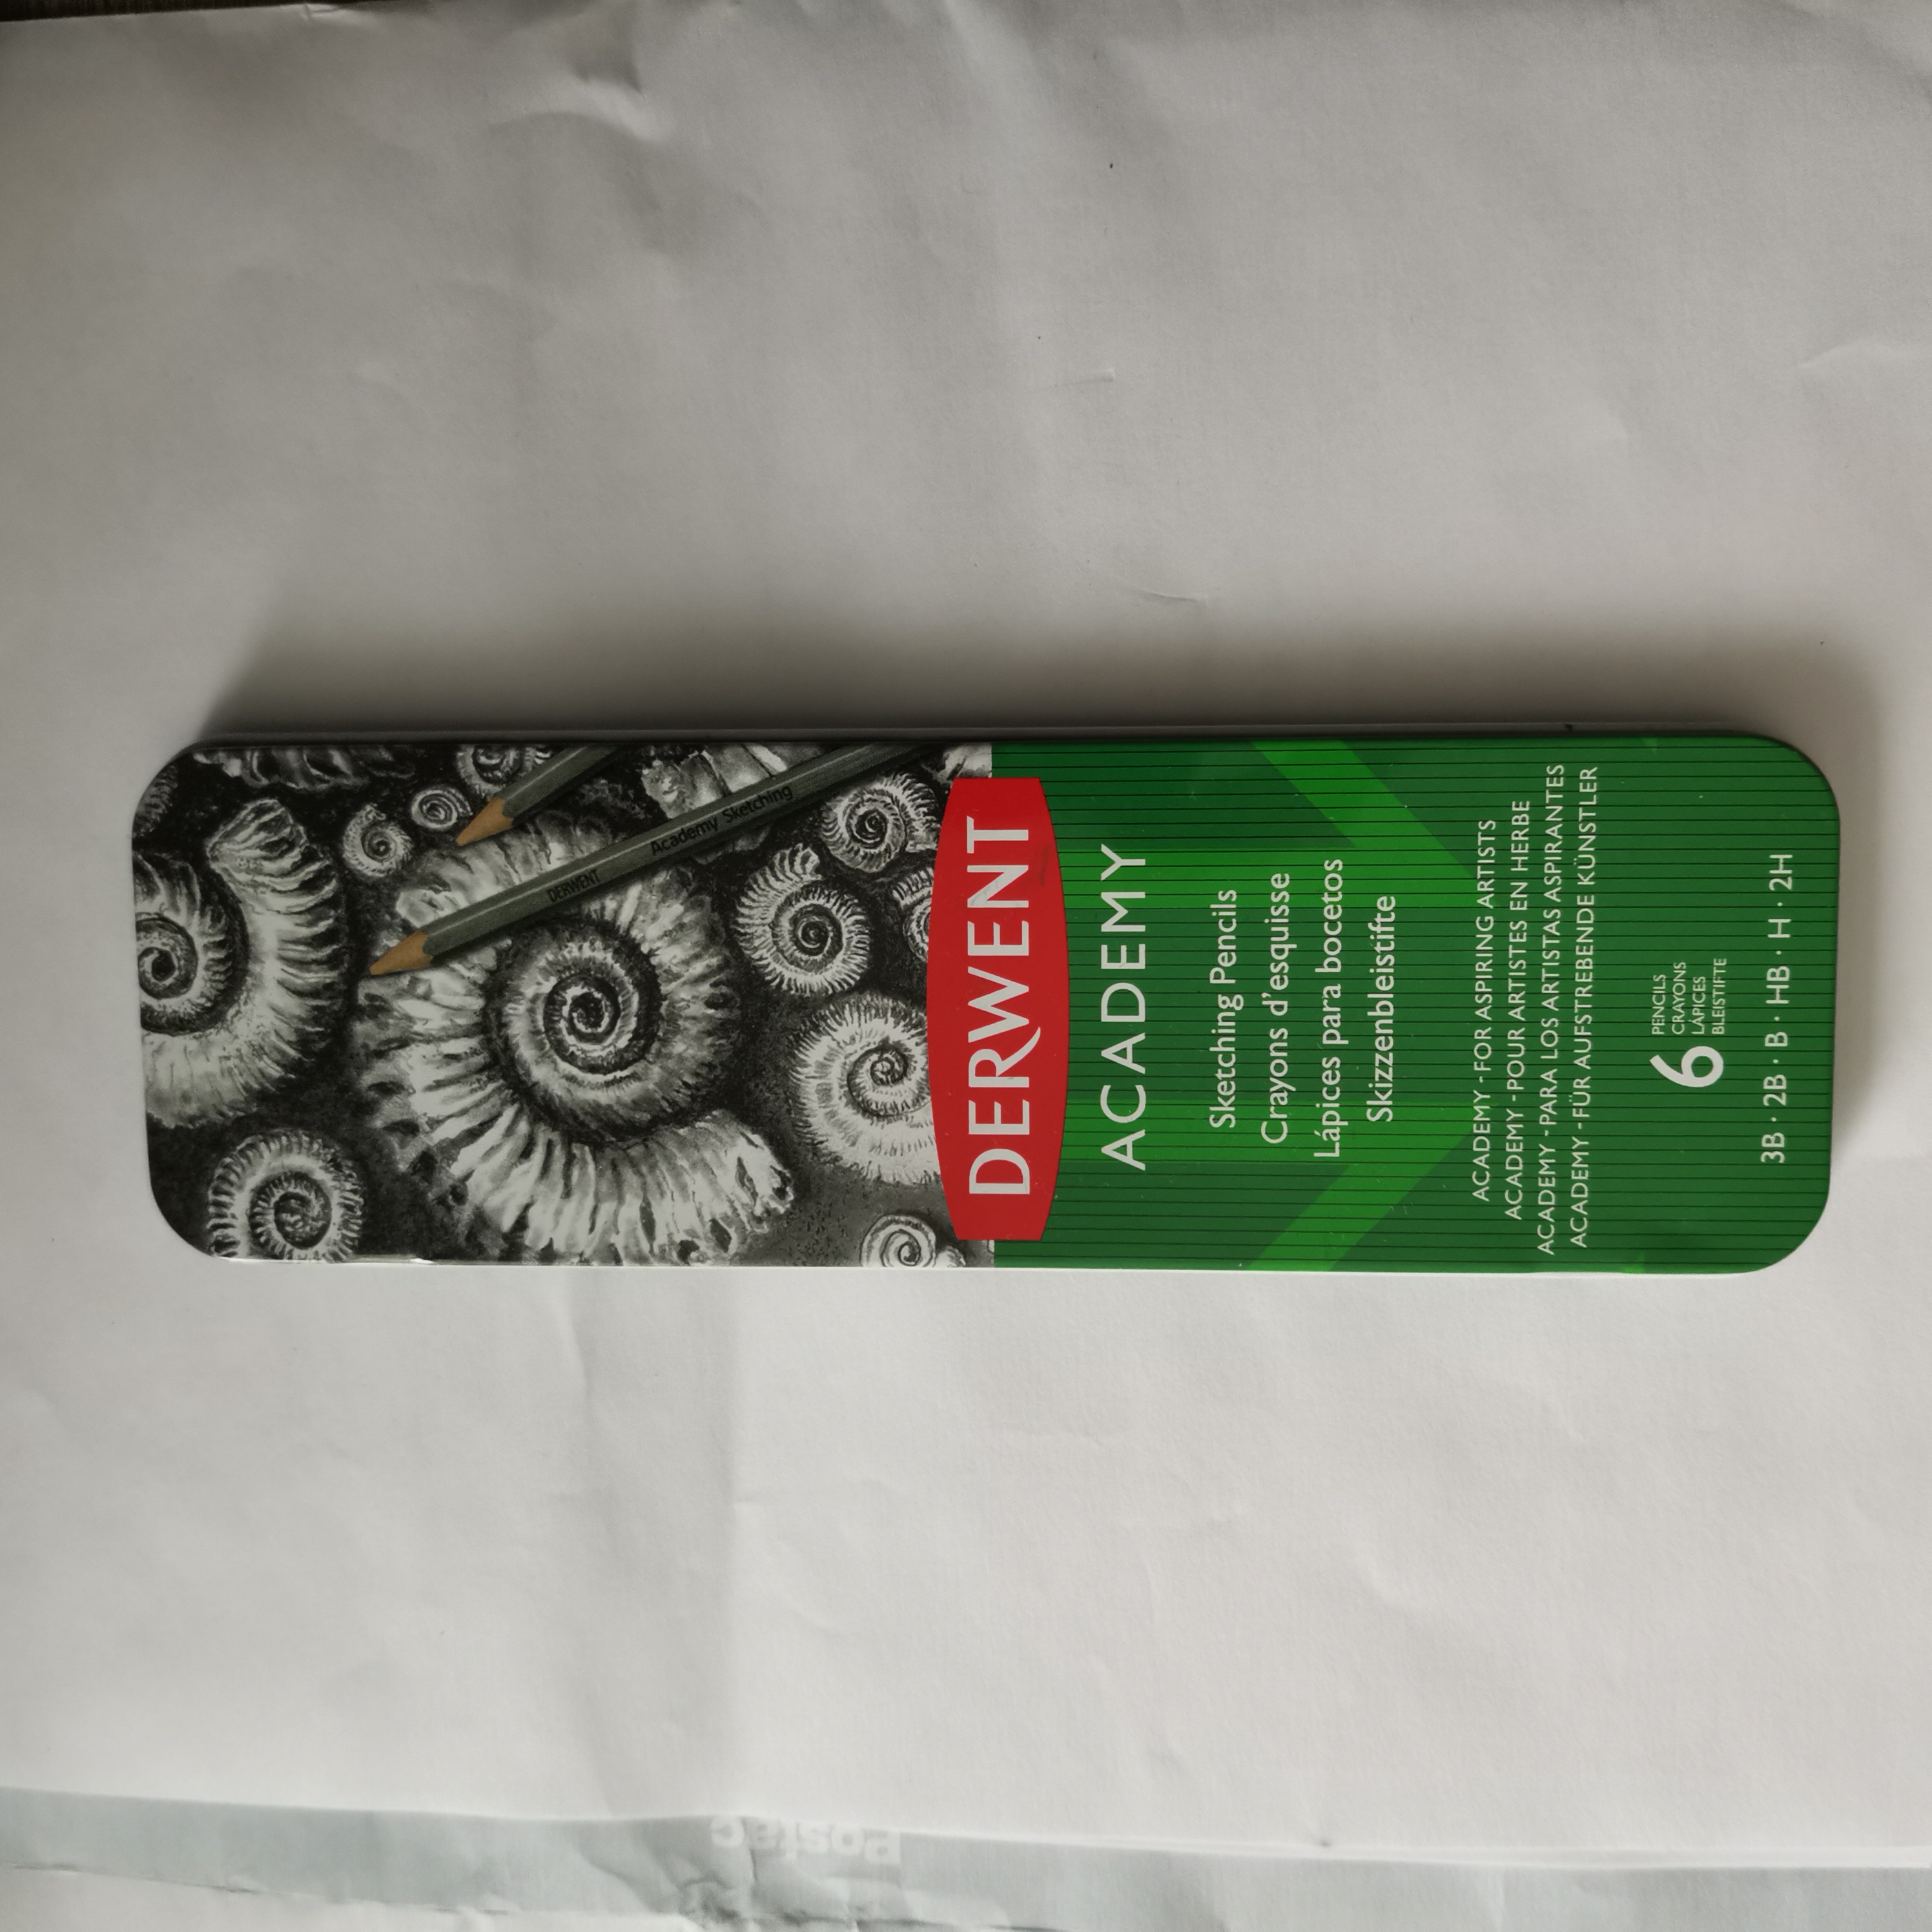 DERWENT
Academy Sketching
DERWENT
ACADEMY
Sketching Pencils
Crayons d'esquisse
Lápices para bocetos
Skizzenbleistifte
ACADEMY - FOR ASPIRING ARTISTS
ACADEMY - POUR ARTISTES EN HERBE
ACADEMY - PARA LOS ARTISTAS ASPIRANTES
ACADEMY - FÜR AUFSTREBENDE KÜNSTLER
6
PENCILS
CRAYONS
LÁPICES
BLEISTIFTE
3B · 2B · B · HB · H · 2H